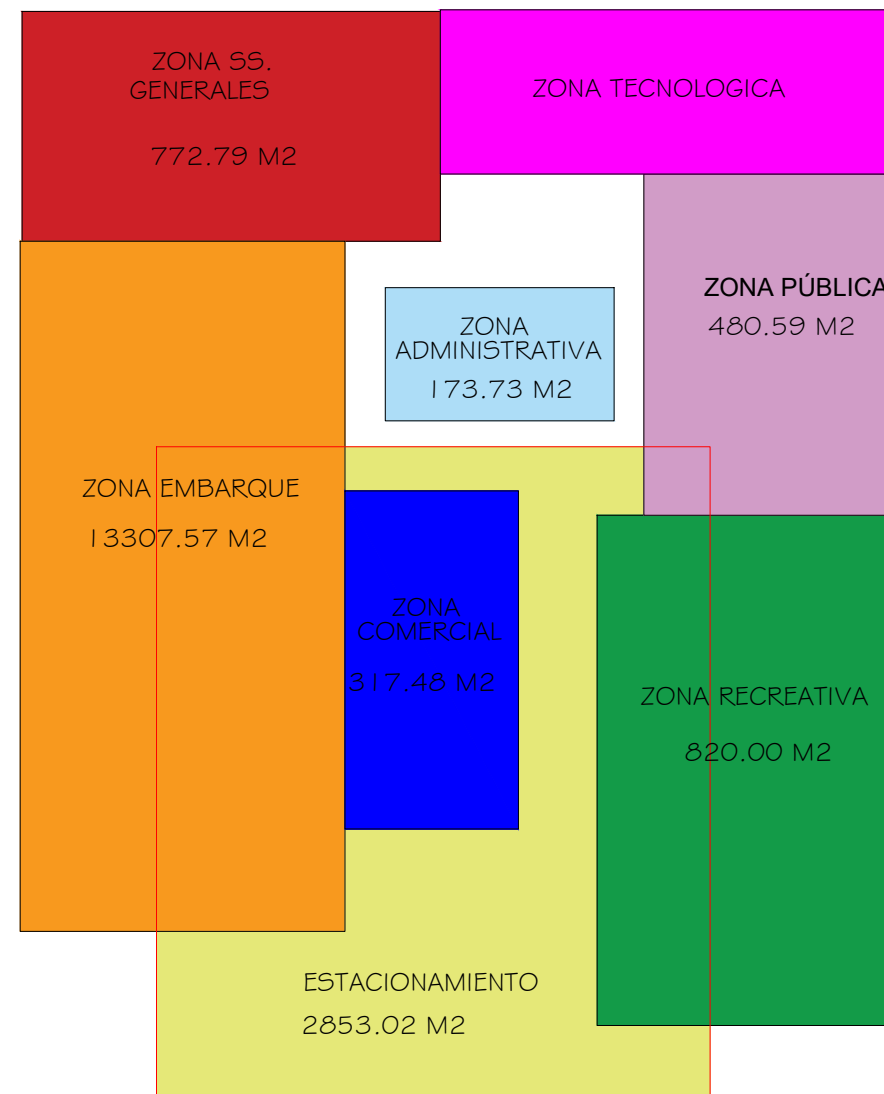 ZONA SS.
GENERALES
772.79 M2
ZONA TECNOLOGICA
ZONA PÚBLICA
480.59 M2
ZONA
ADMINISTRATIVA
173.73 M2
ZONA EMBARQUE
13307.57 M2
ZONA
COMERCIAL
317.48 M2
ZONA RECREATIVA
820.00 M2
ESTACIONAMIENTO
2853.02 M2